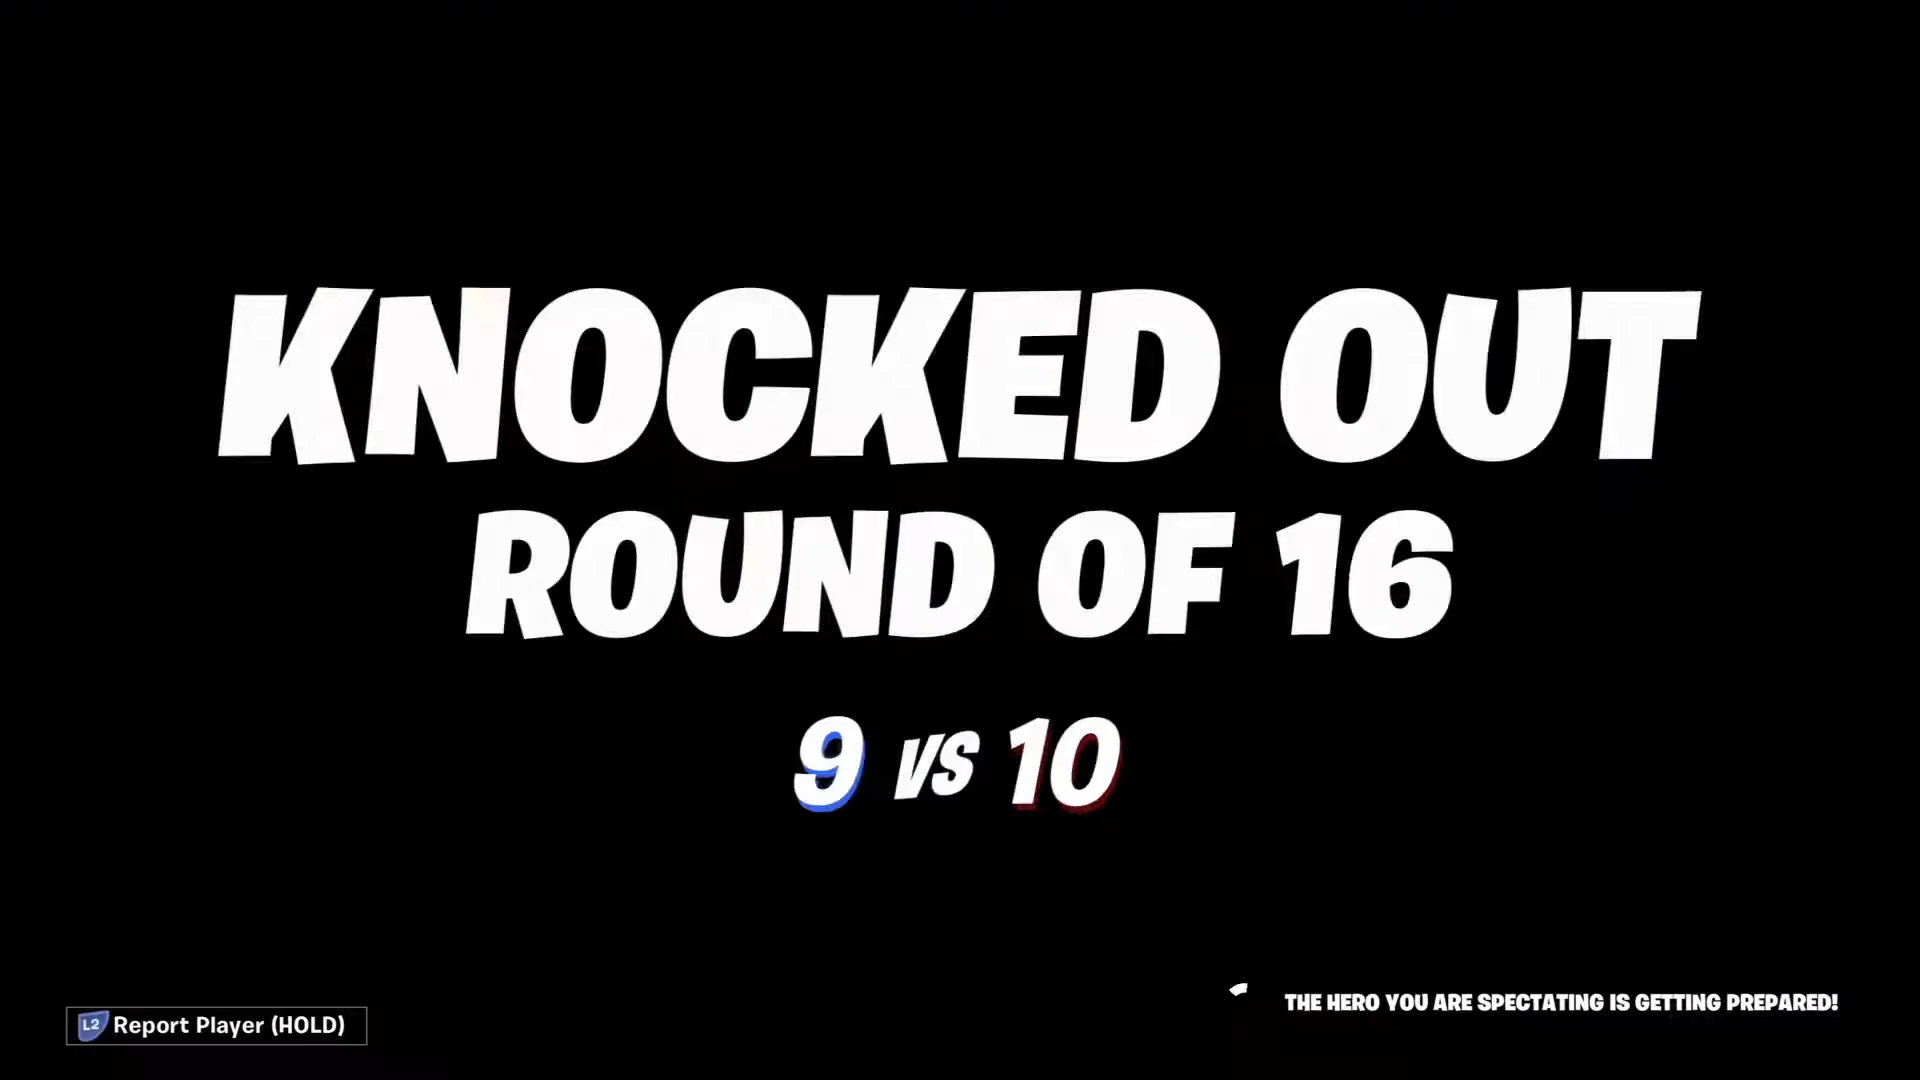 KNOCKED OUT
ROUND OF 16
9 VS 10
THE HERO YOU ARE SPECTATING IS GETTING PREPARED!
L2 Report Player (HOLD)